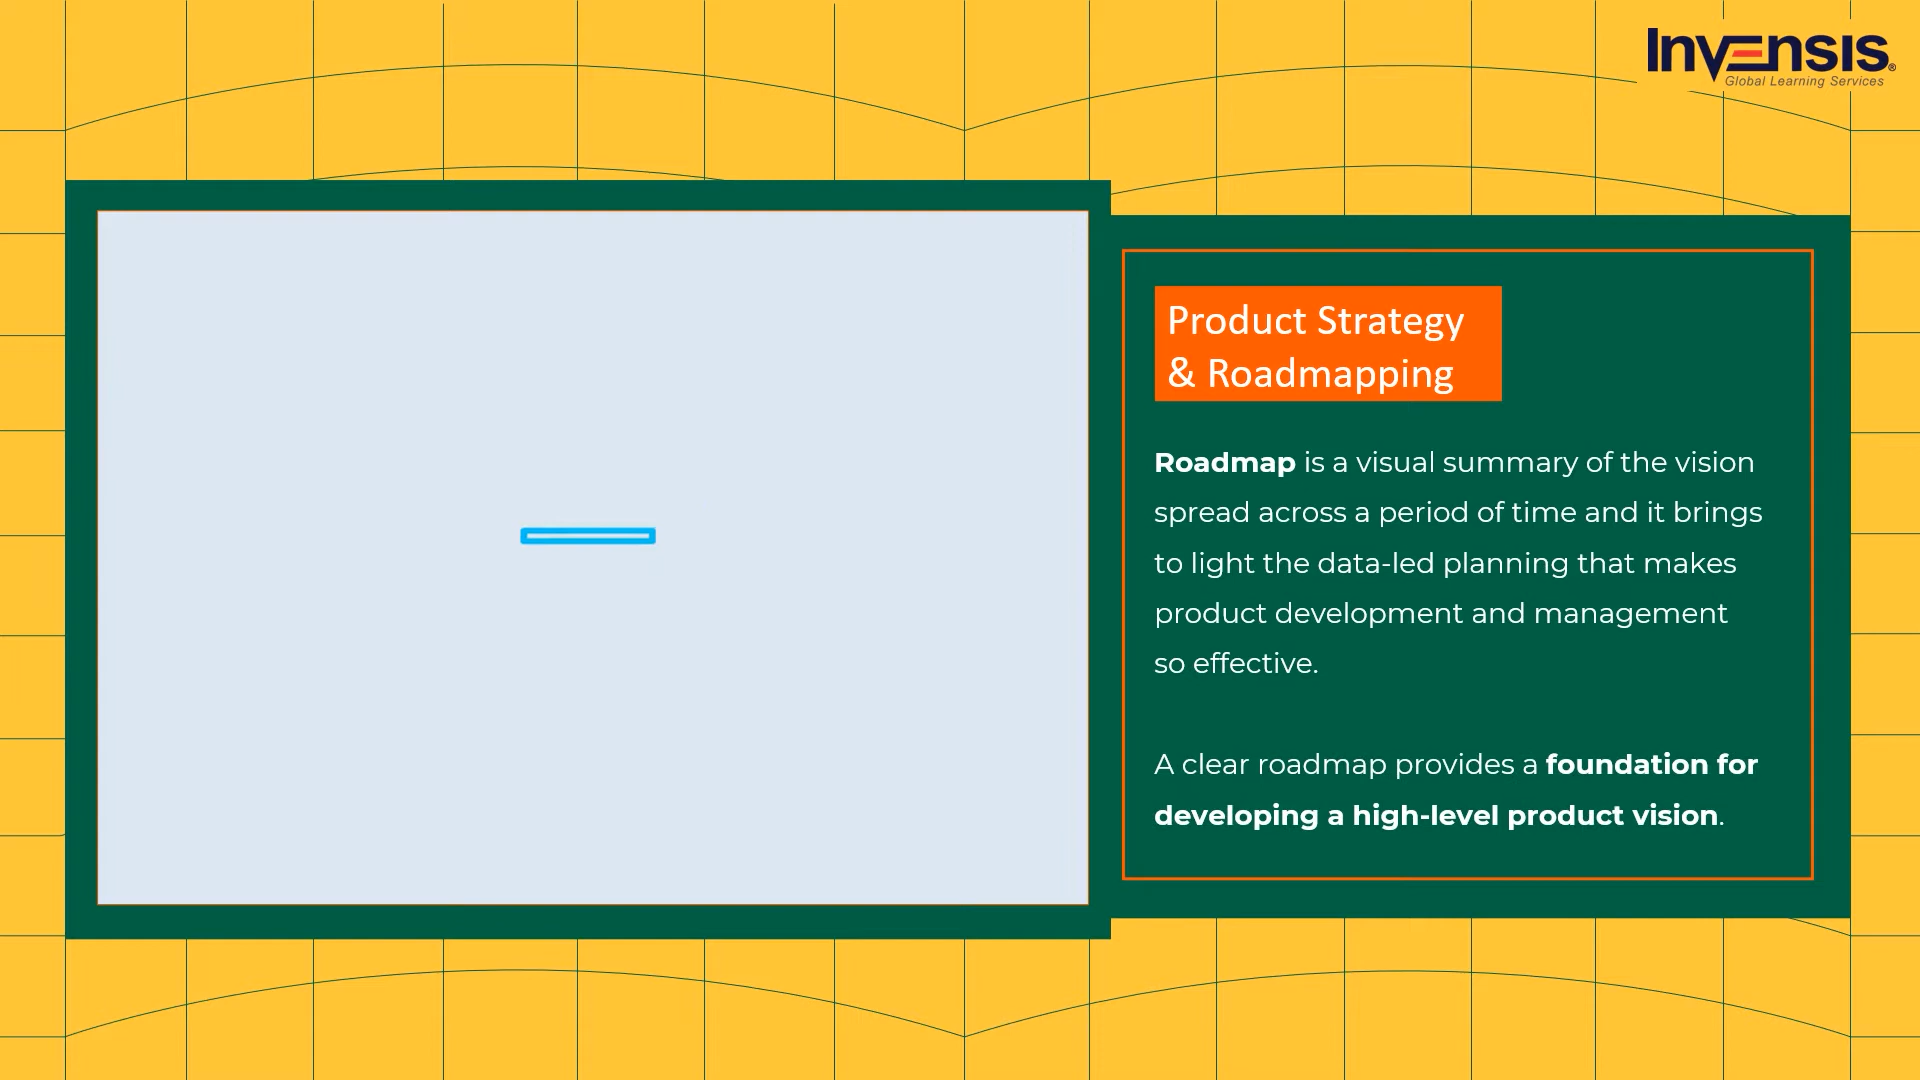 Invensis®
Global Learning Services
Product Strategy
& Roadmapping
Roadmap is a visual summary of the vision
spread across a period of time and it brings
to light the data-led planning that makes
product development and management
so effective.
A clear roadmap provides a foundation for
developing a high-level product vision.